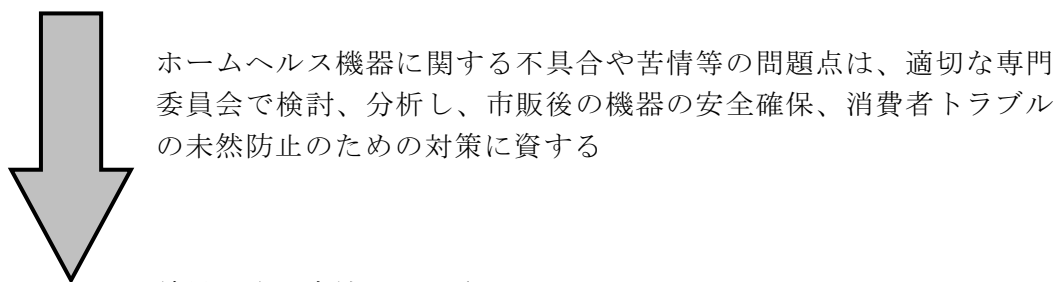 ホームヘルス機器に関する不具合や苦情等の問題点は、適切な専門
委員会で検討、分析し、市販後の機器の安全確保、消費者トラブル
の未然防止のための対策に資する